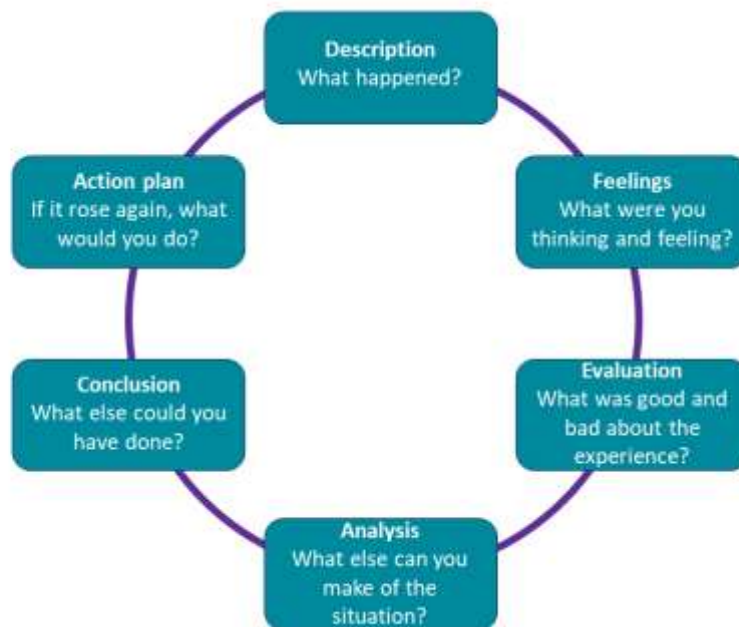 Description
What happened?
Feelings
What were you
thinking and feeling?
Evaluation
What was good and
bad about the
experience?
Analysis
What else can you
make of the
situation?
Conclusion
What else could you
have done?
Action plan
If it rose again, what
would you do?